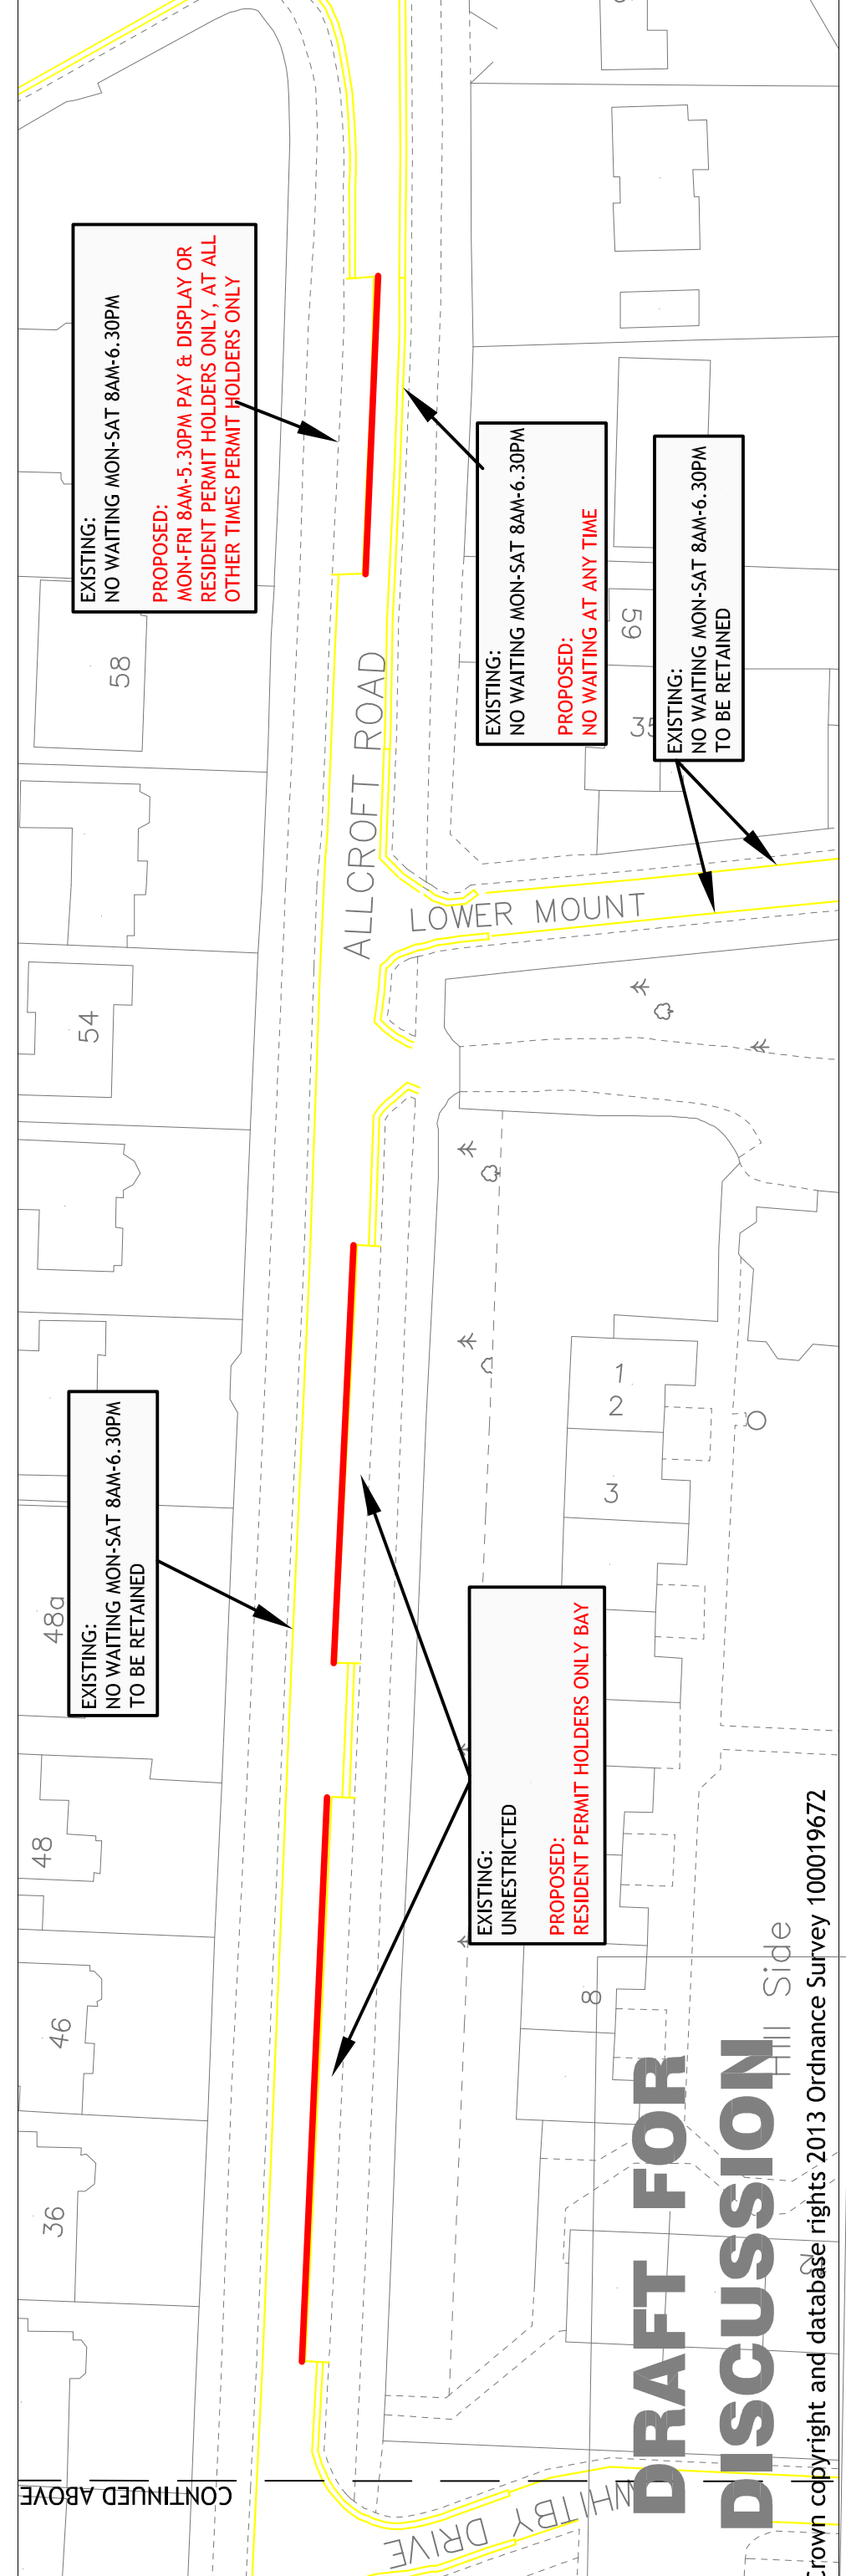 EXISTING:
NO WAITING MON-SAT 8AM-6.30PM
PROPOSED:
MON-FRI 8AM-5.30PM PAY & DISPLAY OR
RESIDENT PERMIT HOLDERS ONLY, AT ALL
OTHER TIMES PERMIT HOLDERS ONLY
EXISTING:
NO WAITING MON-SAT 8AM-6.30PM
PROPOSED:
NO WAITING AT ANY TIME
EXISTING:
NO WAITING MON-SAT 8AM-6.30PM
TO BE RETAINED
EXISTING:
NO WAITING MON-SAT 8AM-6.30PM
TO BE RETAINED
EXISTING:
UNRESTRICTED
PROPOSED:
RESIDENT PERMIT HOLDERS ONLY BAY
ALLCROFT ROAD
LOWER MOUNT
WHITBY DRIVE
Hill Side
58
54
48a
48
46
36
59
35
1
2
3
8
CONTINUED ABOVE
DRAFT FOR
DISCUSSION
rown copyright and database rights 2013 Ordnance Survey 100019672